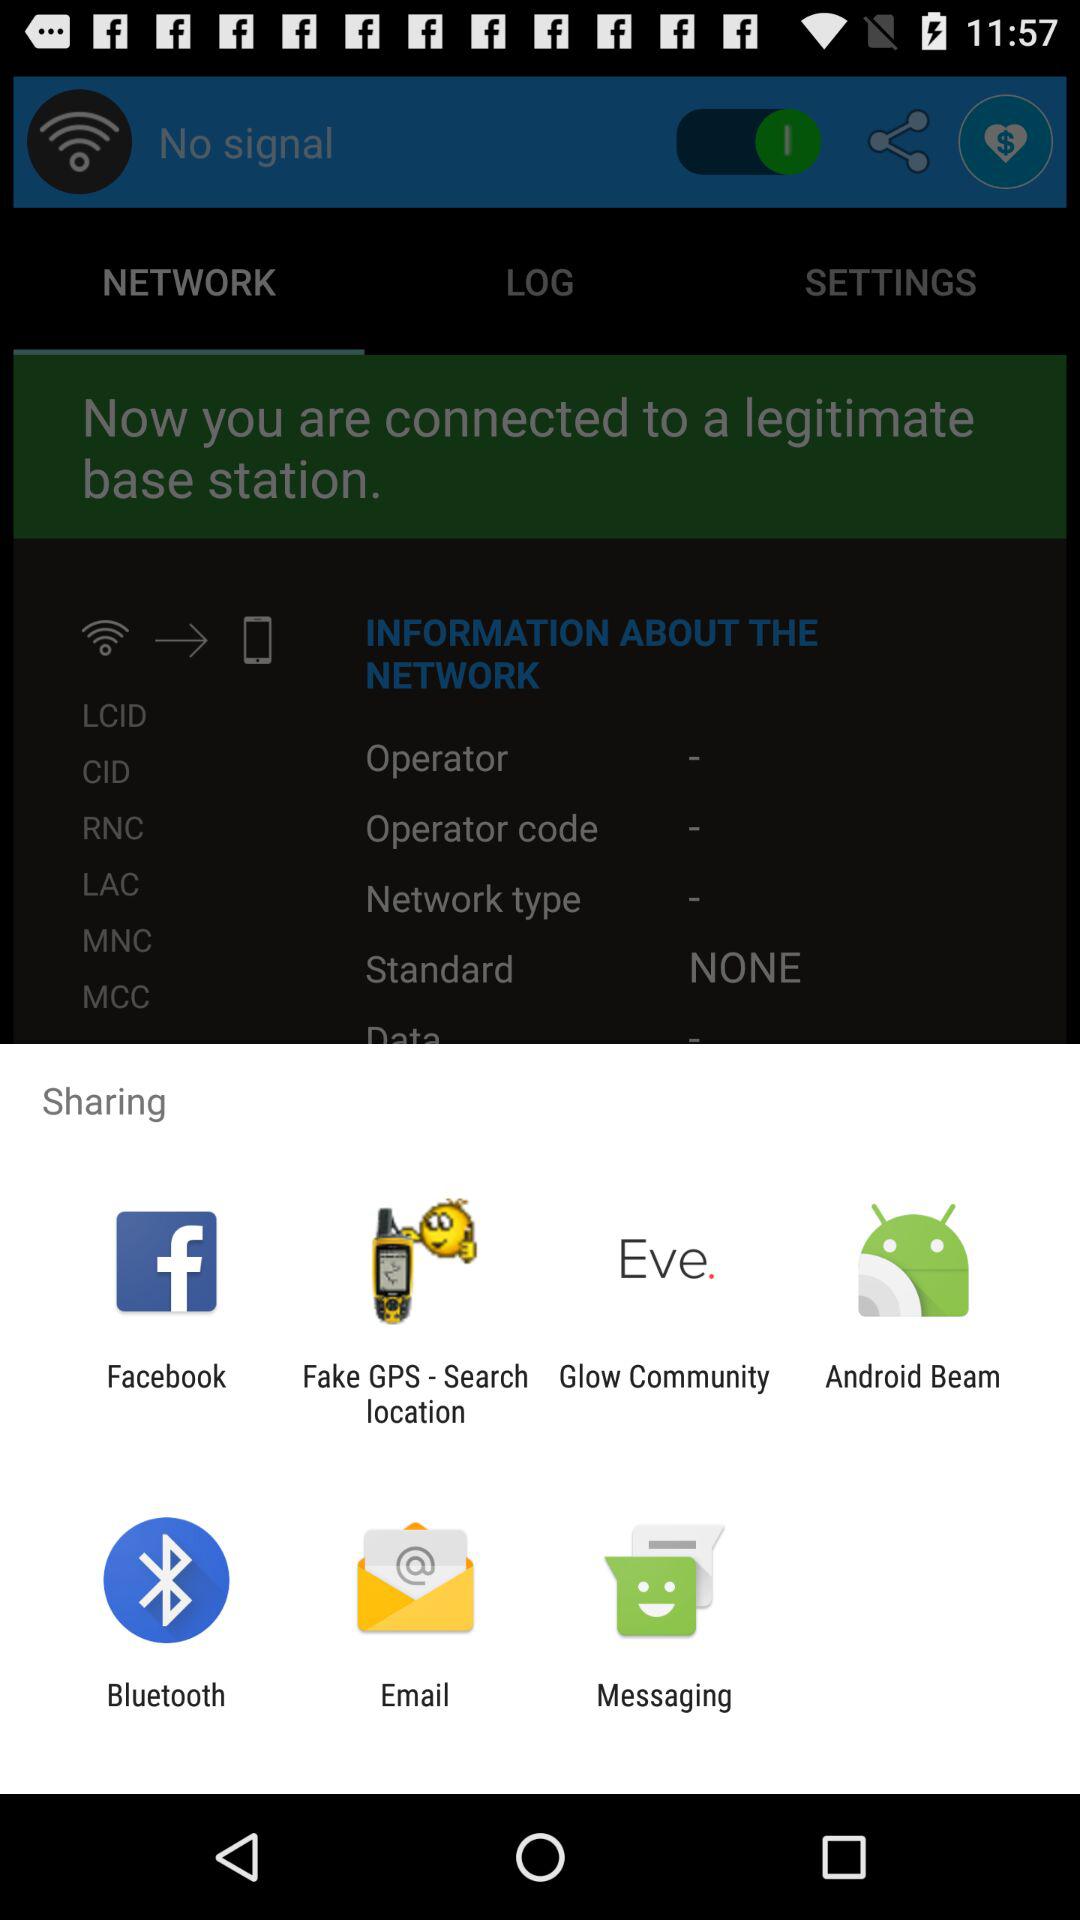 11:57
No signal
NETWORK LOG SETTINGS
Now you are connected to a legitimate
base station.
INFORMATION ABOUT THE
NETWORK
LCID
CID
RNC
LAC
MNC
MCC
Operator -
Operator code -
Network type -
Standard NONE
Data -
Sharing
Eve.
Facebook
Fake GPS - Search
location
Glow Community
Android Beam
Bluetooth
Email
Messaging